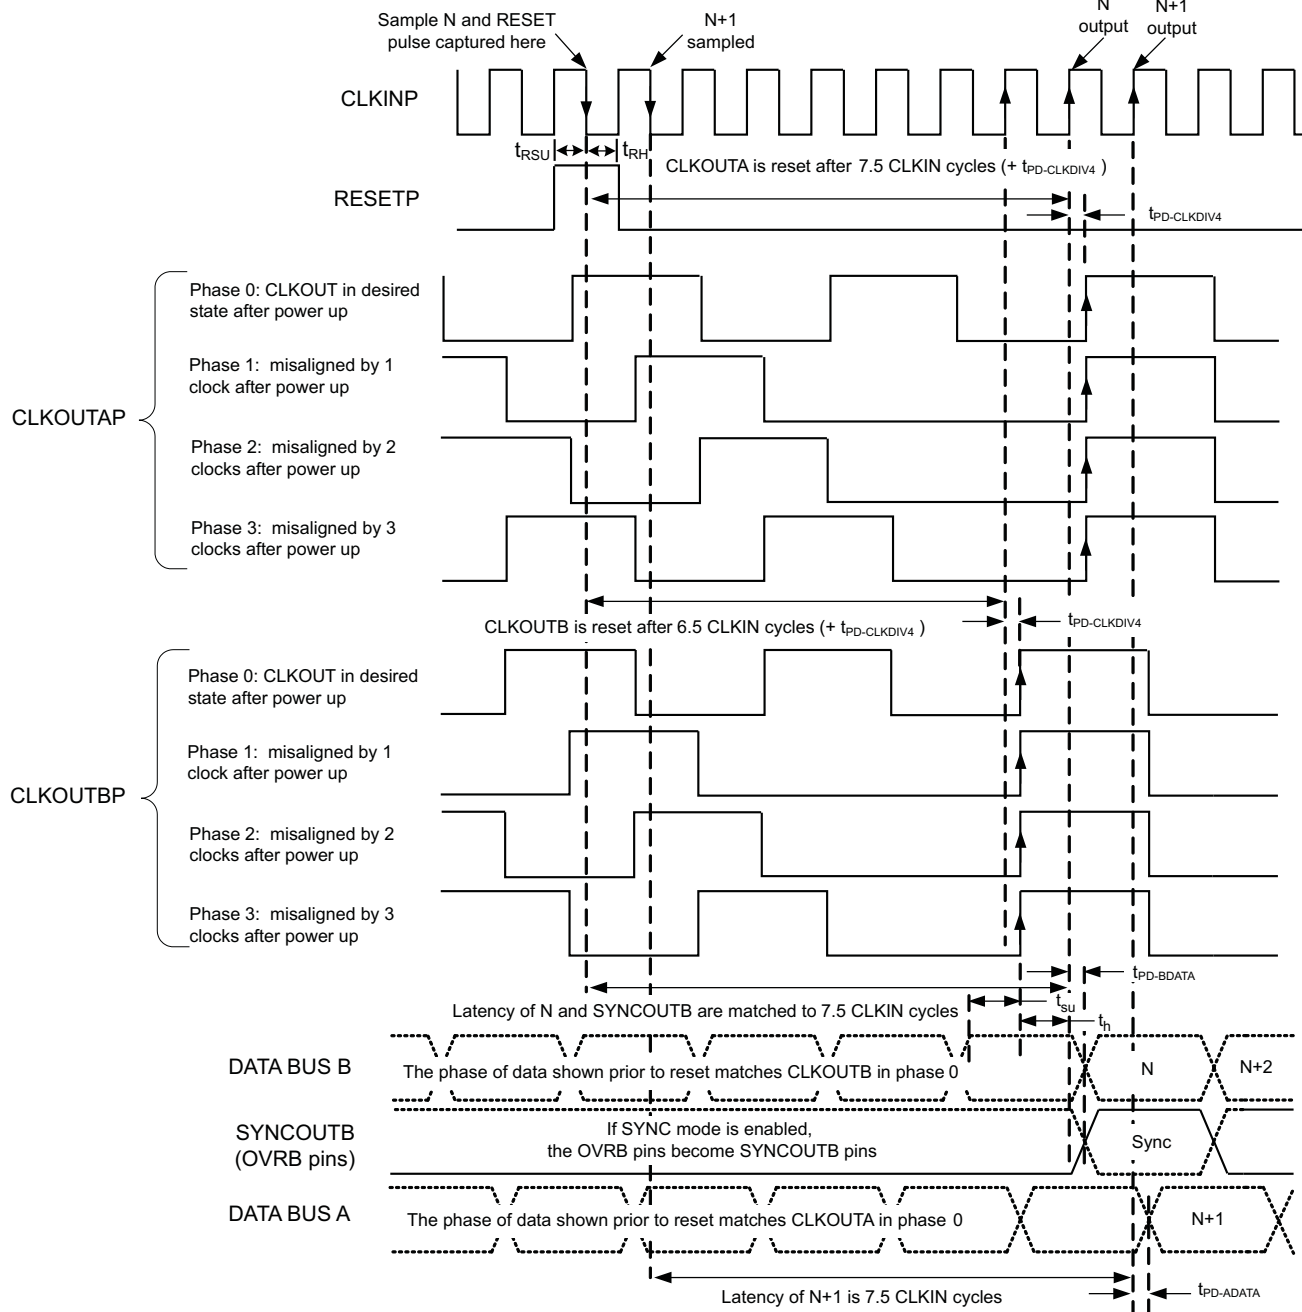 Sample N and RESET
pulse captured here
N+1
sampled
N
output
N+1
output
CLKINP
tRSU
tRH
CLKOUTA is reset after 7.5 CLKIN cycles (+ tPD-CLKDIV4 )
RESETP
tPD-CLKDIV4
Phase 0: CLKOUT in desired
state after power up
Phase 1: misaligned by 1
clock after power up
CLKOUTAP
Phase 2: misaligned by 2
clocks after power up
Phase 3: misaligned by 3
clocks after power up
CLKOUTB is reset after 6.5 CLKIN cycles (+ tPD-CLKDIV4 )
tPD-CLKDIV4
Phase 0: CLKOUT in desired
state after power up
Phase 1: misaligned by 1
clock after power up
CLKOUTBP
Phase 2: misaligned by 2
clocks after power up
Phase 3: misaligned by 3
clocks after power up
tPD-BDATA
Latency of N and SYNCOUTB are matched to 7.5 CLKIN cycles
tsu
th
DATA BUS B
The phase of data shown prior to reset matches CLKOUTB in phase 0
N
N+2
SYNCOUTB
(OVRB pins)
If SYNC mode is enabled,
the OVRB pins become SYNCOUTB pins
Sync
DATA BUS A
The phase of data shown prior to reset matches CLKOUTA in phase 0
N+1
Latency of N+1 is 7.5 CLKIN cycles
tPD-ADATA